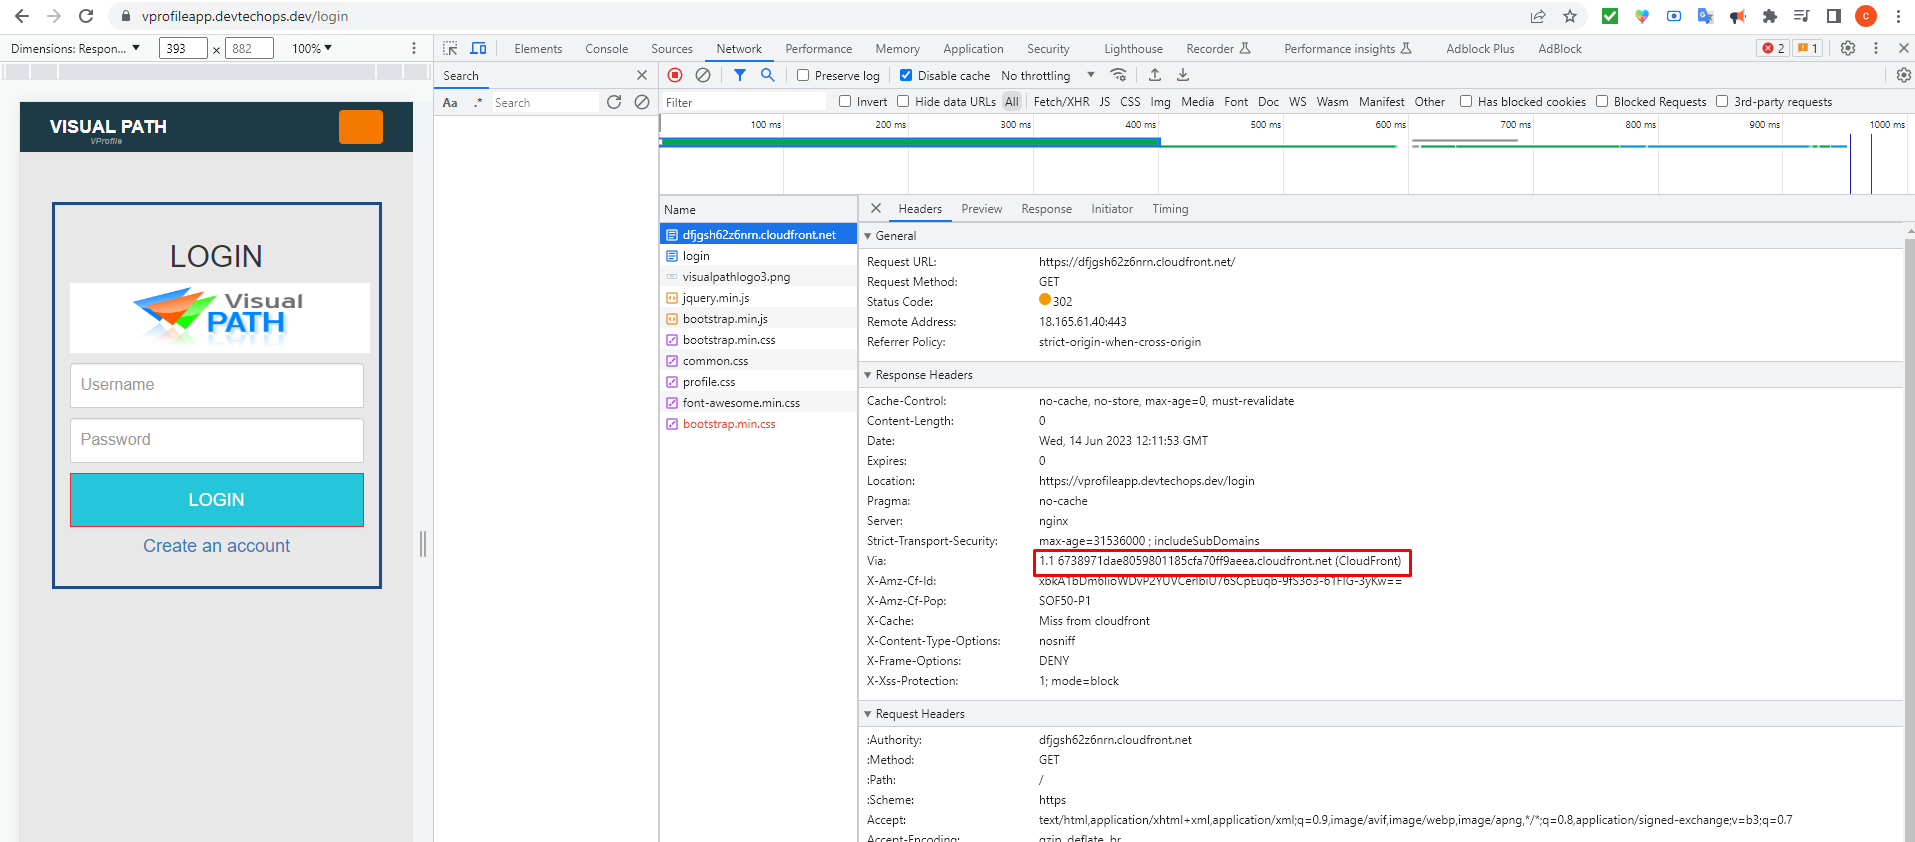 vprofileapp.devtechops.dev/login
Dimensions: Respon... ▼ 393 × 882 100% ▼
Elements Console Sources Network Performance Memory Application Security Lighthouse Recorder Performance insights Adblock Plus AdBlock 2 1
Search
Preserve log Disable cache No throttling ▼
Aa .* Search
Filter Invert Hide data URLs All Fetch/XHR JS CSS Img Media Font Doc WS Wasm Manifest Other Has blocked cookies Blocked Requests 3rd-party requests
100 ms 200 ms 300 ms 400 ms 500 ms 600 ms 700 ms 800 ms 900 ms 1000 ms
VISUAL PATH
VProfile
LOGIN
Visual
PATH
Username
Password
LOGIN
Create an account
Name
dfjgsh62z6nrn.cloudfront.net
login
visualpathlogo3.png
jquery.min.js
bootstrap.min.js
bootstrap.min.css
common.css
profile.css
font-awesome.min.css
bootstrap.min.css
Headers Preview Response Initiator Timing
▼ General
Request URL: https://dfjgsh62z6nrn.cloudfront.net/
Request Method: GET
Status Code: 302
Remote Address: 18.165.61.40:443
Referrer Policy: strict-origin-when-cross-origin
▼ Response Headers
Cache-Control: no-cache, no-store, max-age=0, must-revalidate
Content-Length: 0
Date: Wed, 14 Jun 2023 12:11:53 GMT
Expires: 0
Location: https://vprofileapp.devtechops.dev/login
Pragma: no-cache
Server: nginx
Strict-Transport-Security: max-age=31536000 ; includeSubDomains
Via: 1.1 6738971dae8059801185cfa70ff9aeea.cloudfront.net (CloudFront)
X-Amz-Cf-Id:
X-Amz-Cf-Pop: SOF50-P1
X-Cache: Miss from cloudfront
X-Content-Type-Options: nosniff
X-Frame-Options: DENY
X-Xss-Protection: 1; mode=block
▼ Request Headers
:Authority: dfjgsh62z6nrn.cloudfront.net
:Method: GET
:Path: /
:Scheme: https
Accept: text/html,application/xhtml+xml,application/xml;q=0.9,image/avif,image/webp,image/apng,*/*;q=0.8,application/signed-exchange;v=b3;q=0.7
Accept-Encoding: gzip, deflate, br